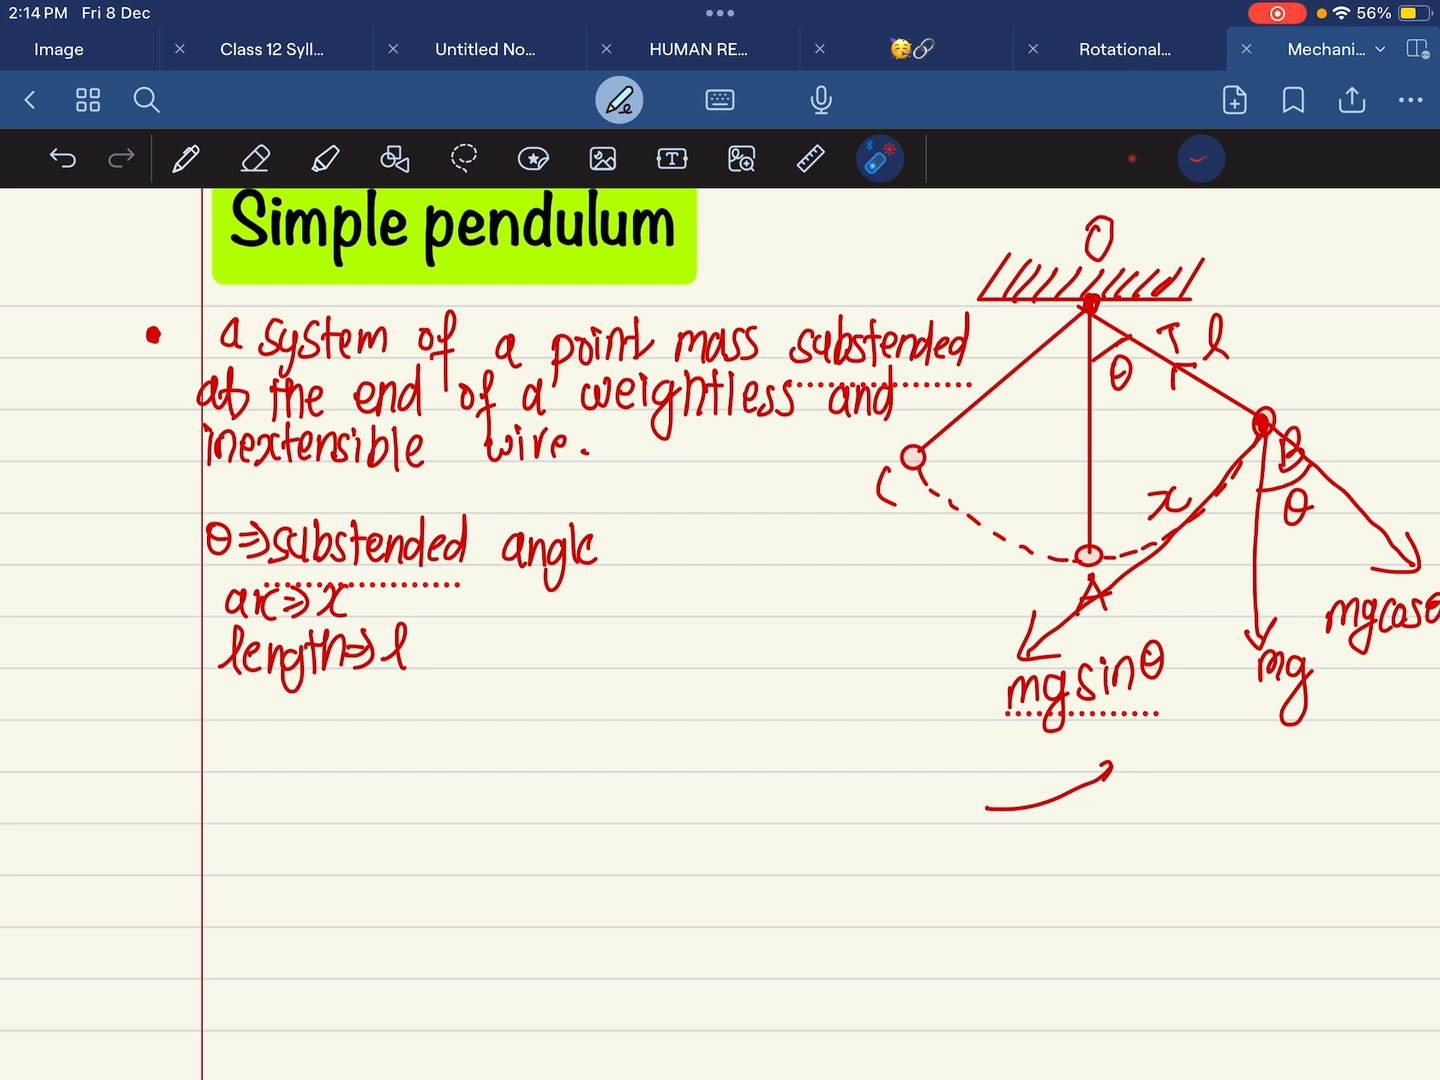 2:14 PM Fri 8 Dec
56%
Image
Class 12 Syll...
Untitled No...
HUMAN RE...
Rotational...
Mechani...
Simple pendulum
a system of a point mass substended
at the end of a weightless and
inextensible wire.
θ⇒substended angle
arc⇒x
length⇒l
O
θ
T
l
B
C
x
θ
A
mgcosθ
mgsinθ
mg